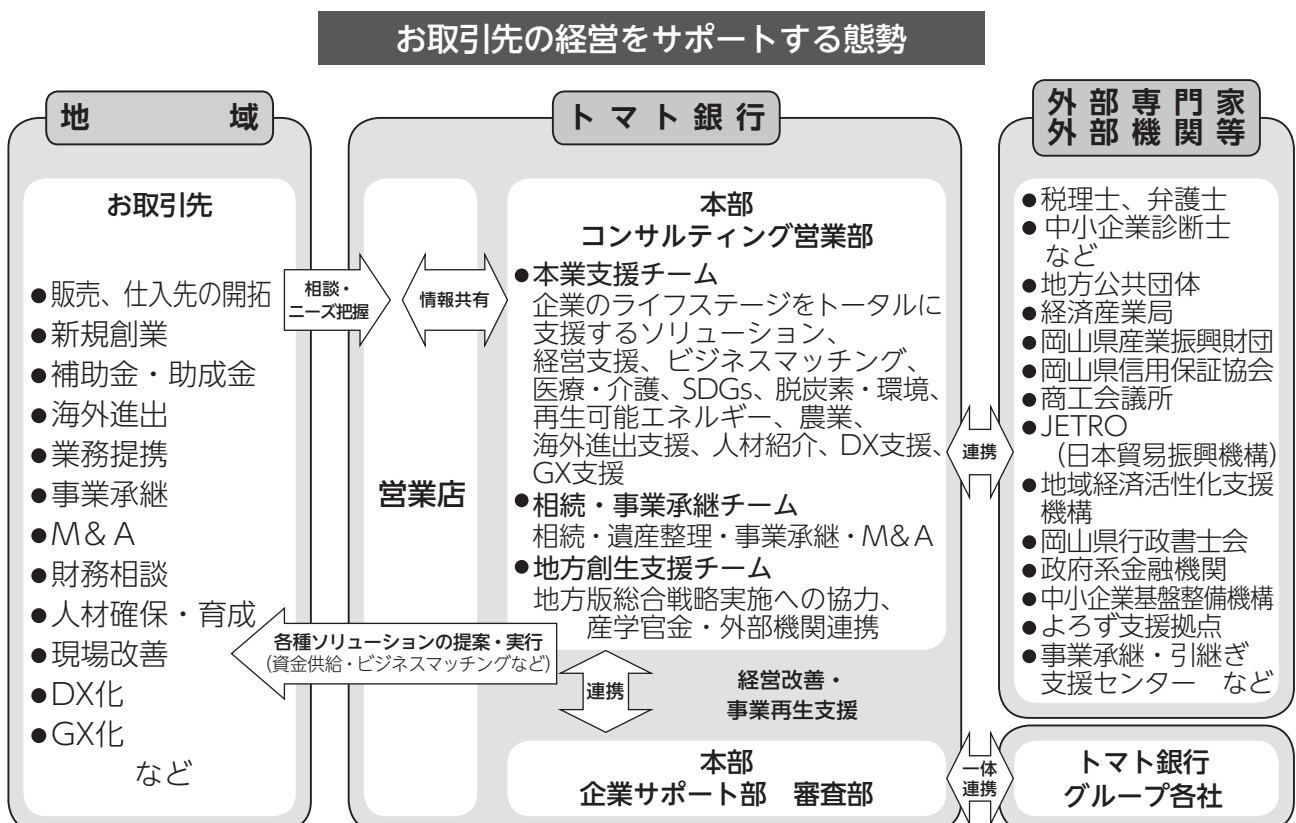 お取引先の経営をサポートする態勢
地 域
お取引先
●販売、仕入先の開拓
●新規創業
●補助金・助成金
●海外進出
●業務提携
●事業承継
●M&A
●財務相談
●人材確保・育成
●現場改善
●DX化
●GX化
など
相談・
ニーズ把握
トマト銀行
営業店
情報共有
本部
コンサルティング営業部
●本業支援チーム
企業のライフステージをトータルに
支援するソリューション、
経営支援、ビジネスマッチング、
医療・介護、SDGs、脱炭素・環境、
再生可能エネルギー、農業、
海外進出支援、人材紹介、DX支援、
GX支援
●相続・事業承継チーム
相続・遺産整理・事業承継・M&A
●地方創生支援チーム
地方版総合戦略実施への協力、
産学官金・外部機関連携
各種ソリューションの提案・実行
(資金供給・ビジネスマッチングなど)
連携
経営改善・
事業再生支援
本部
企業サポート部 審査部
連携
一体
連携
外部専門家
外部機関等
●税理士、弁護士
●中小企業診断士
など
●地方公共団体
●経済産業局
●岡山県産業振興財団
●岡山県信用保証協会
●商工会議所
●JETRO
(日本貿易振興機構)
●地域経済活性化支援
機構
●岡山県行政書士会
●政府系金融機関
●中小企業基盤整備機構
●よろず支援拠点
●事業承継・引継ぎ
支援センター など
トマト銀行
グループ各社